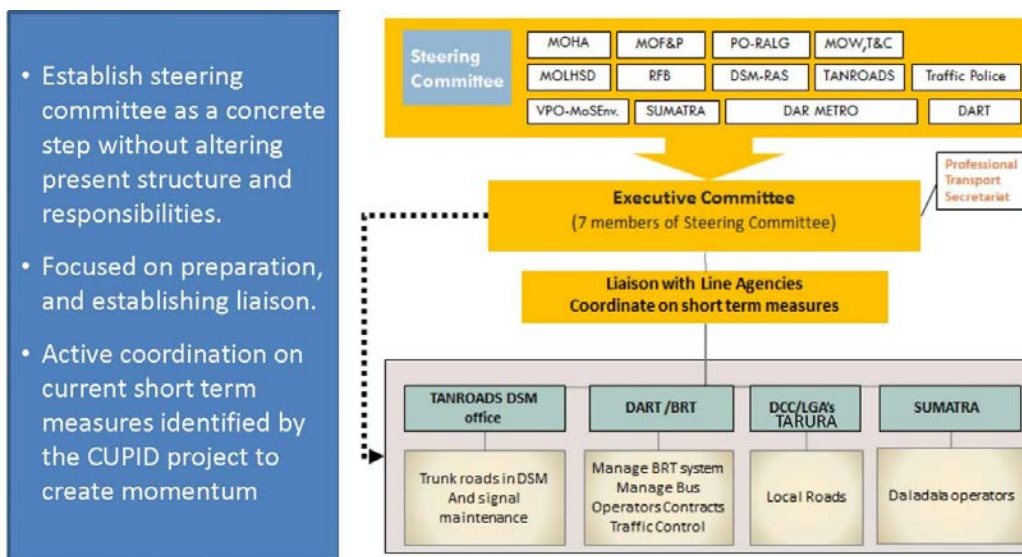 • Establish steering
committee as a concrete
step without altering
present structure and
responsibilities.
• Focused on preparation,
and establishing liaison.
• Active coordination on
current short term
measures identified by
the CUPID project to
create momentum
Steering
Committee
MOHA
MOF&P
PO-RALG
MOW,T&C
MOLHSD
RFB
DSM-RAS
TANROADS
Traffic Police
VPO-MoSEnv.
SUMATRA
DAR METRO
DART
Professional
Transport
Secretariat
Executive Committee
(7 members of Steering Committee)
Liaison with Line Agencies
Coordinate on short term measures
TANROADS DSM
office
DART/BRT
DCC/LGA's
TARURA
SUMATRA
Trunk roads in DSM
And signal
maintenance
Manage BRT system
Manage Bus
Operators Contracts
Traffic Control
Local Roads
Daladala operators